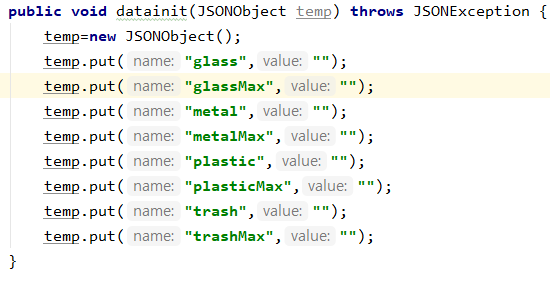 public void datainit(JSONObject temp) throws JSONException {
    temp=new JSONObject();
    temp.put( name: "glass", value: "");
    temp.put( name: "glassMax", value: "");
    temp.put( name: "metal", value: "");
    temp.put( name: "metalMax", value: "");
    temp.put( name: "plastic", value: "");
    temp.put( name: "plasticMax", value: "");
    temp.put( name: "trash", value: "");
    temp.put( name: "trashMax", value: "");
}